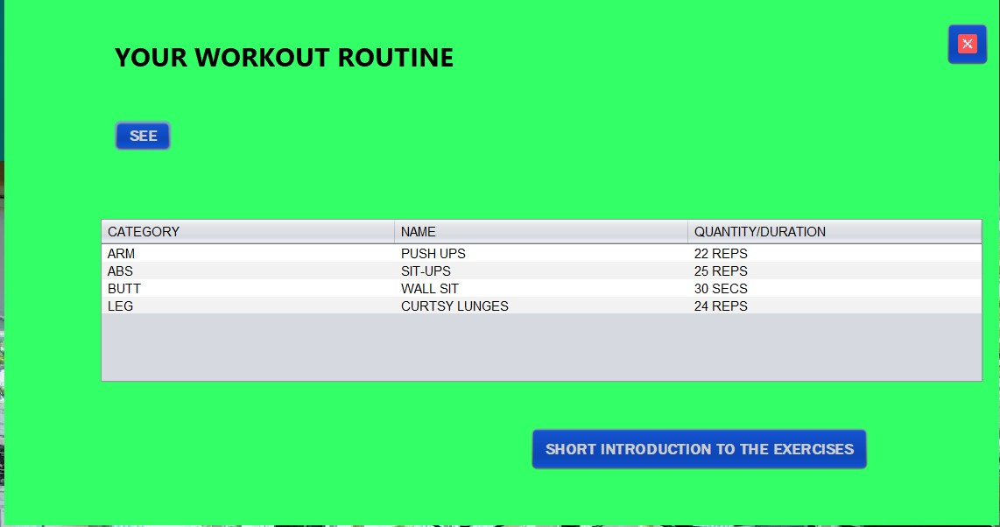 YOUR WORKOUT ROUTINE
SEE
CATEGORY NAME QUANTITY/DURATION
ARM PUSH UPS 22 REPS
ABS SIT-UPS 25 REPS
BUTT WALL SIT 30 SECS
LEG CURTSY LUNGES 24 REPS
SHORT INTRODUCTION TO THE EXERCISES